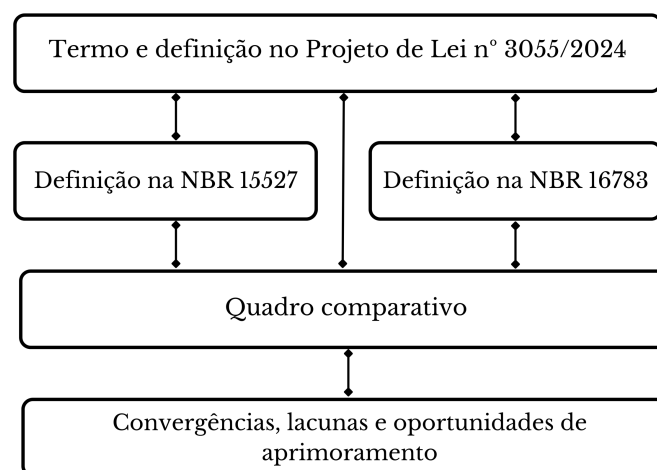 Termo e definição no Projeto de Lei nº 3055/2024
Definição na NBR 15527
Definição na NBR 16783
Quadro comparativo
Convergências, lacunas e oportunidades de
aprimoramento